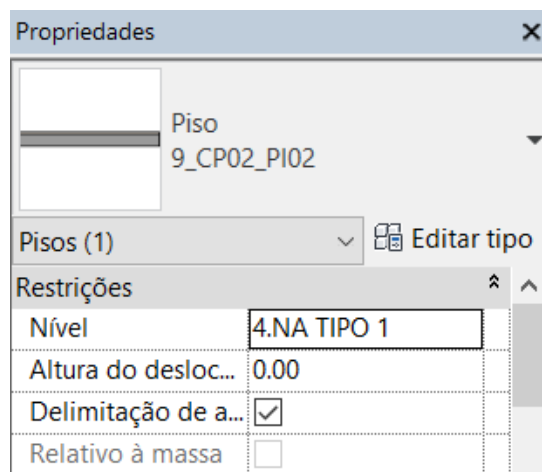 Propriedades
Piso
9_CP02_PI02
Pisos (1)
Editar tipo
Restrições
Nível 4.NA TIPO 1
Altura do desloc... 0.00
Delimitação de a...
Relativo à massa